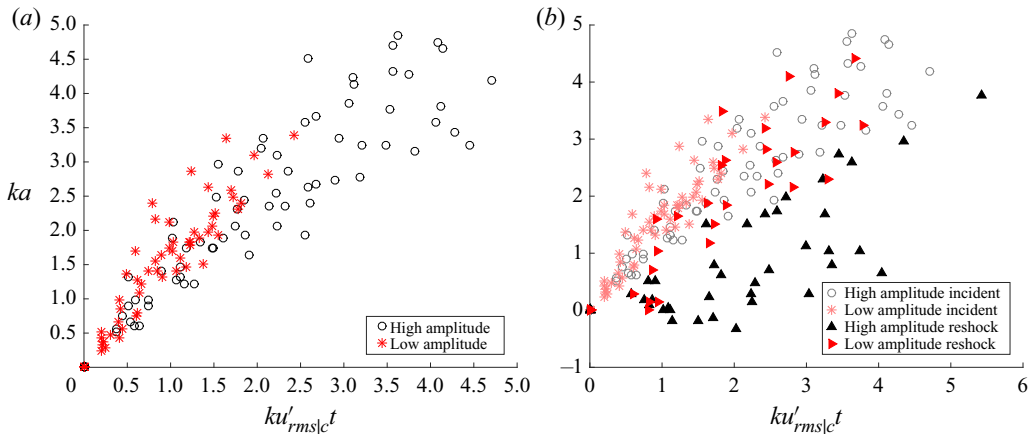 (a)
5.0
4.5
4.0
3.5
3.0
2.5
2.0
1.5
1.0
0.5
ka
0 0.5 1.0 1.5 2.0 2.5 3.0 3.5 4.0 4.5 5.0
ku′rms|c t
High amplitude
Low amplitude
(b)
5
4
3
2
1
0
−1
0 1 2 3 4 5 6
ku′rms|c t
High amplitude incident
Low amplitude incident
High amplitude reshock
Low amplitude reshock